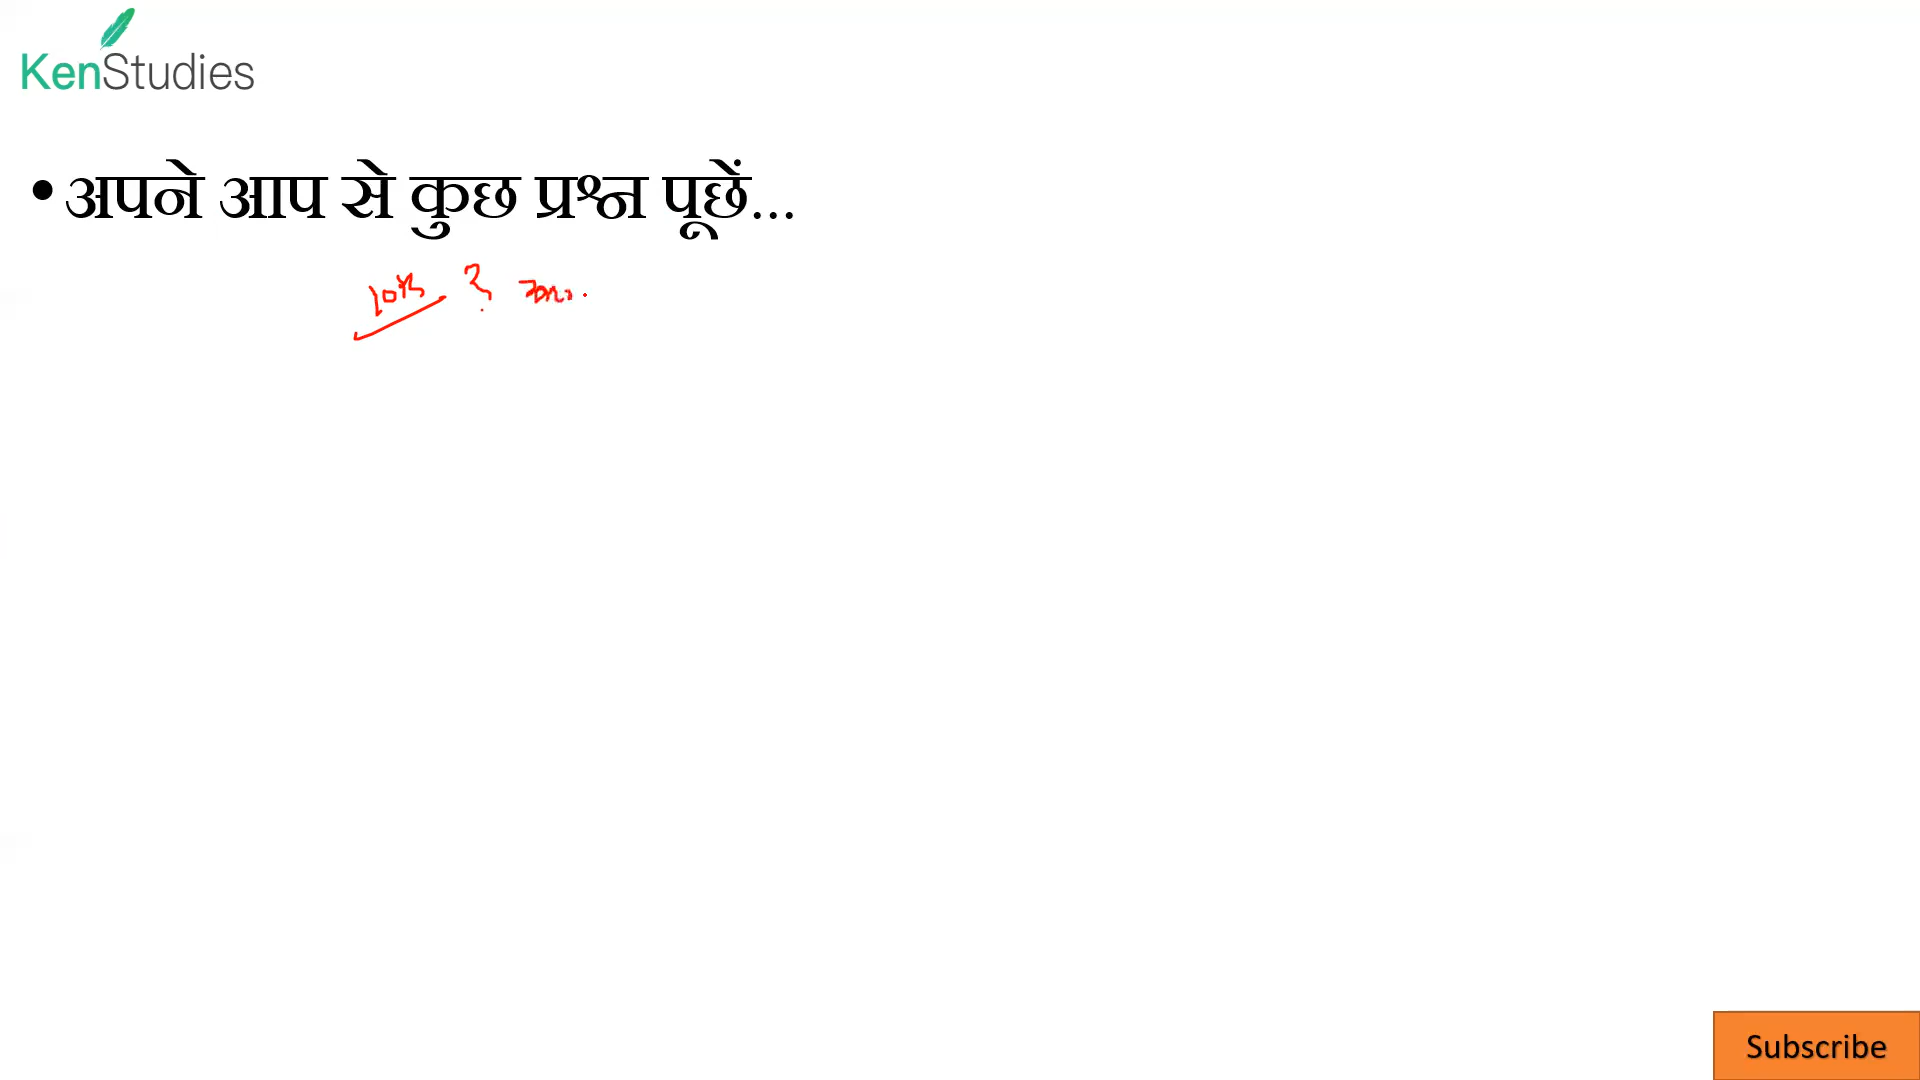 KenStudies
•अपने आप से कुछ प्रश्न पूछें...
?
Subscribe